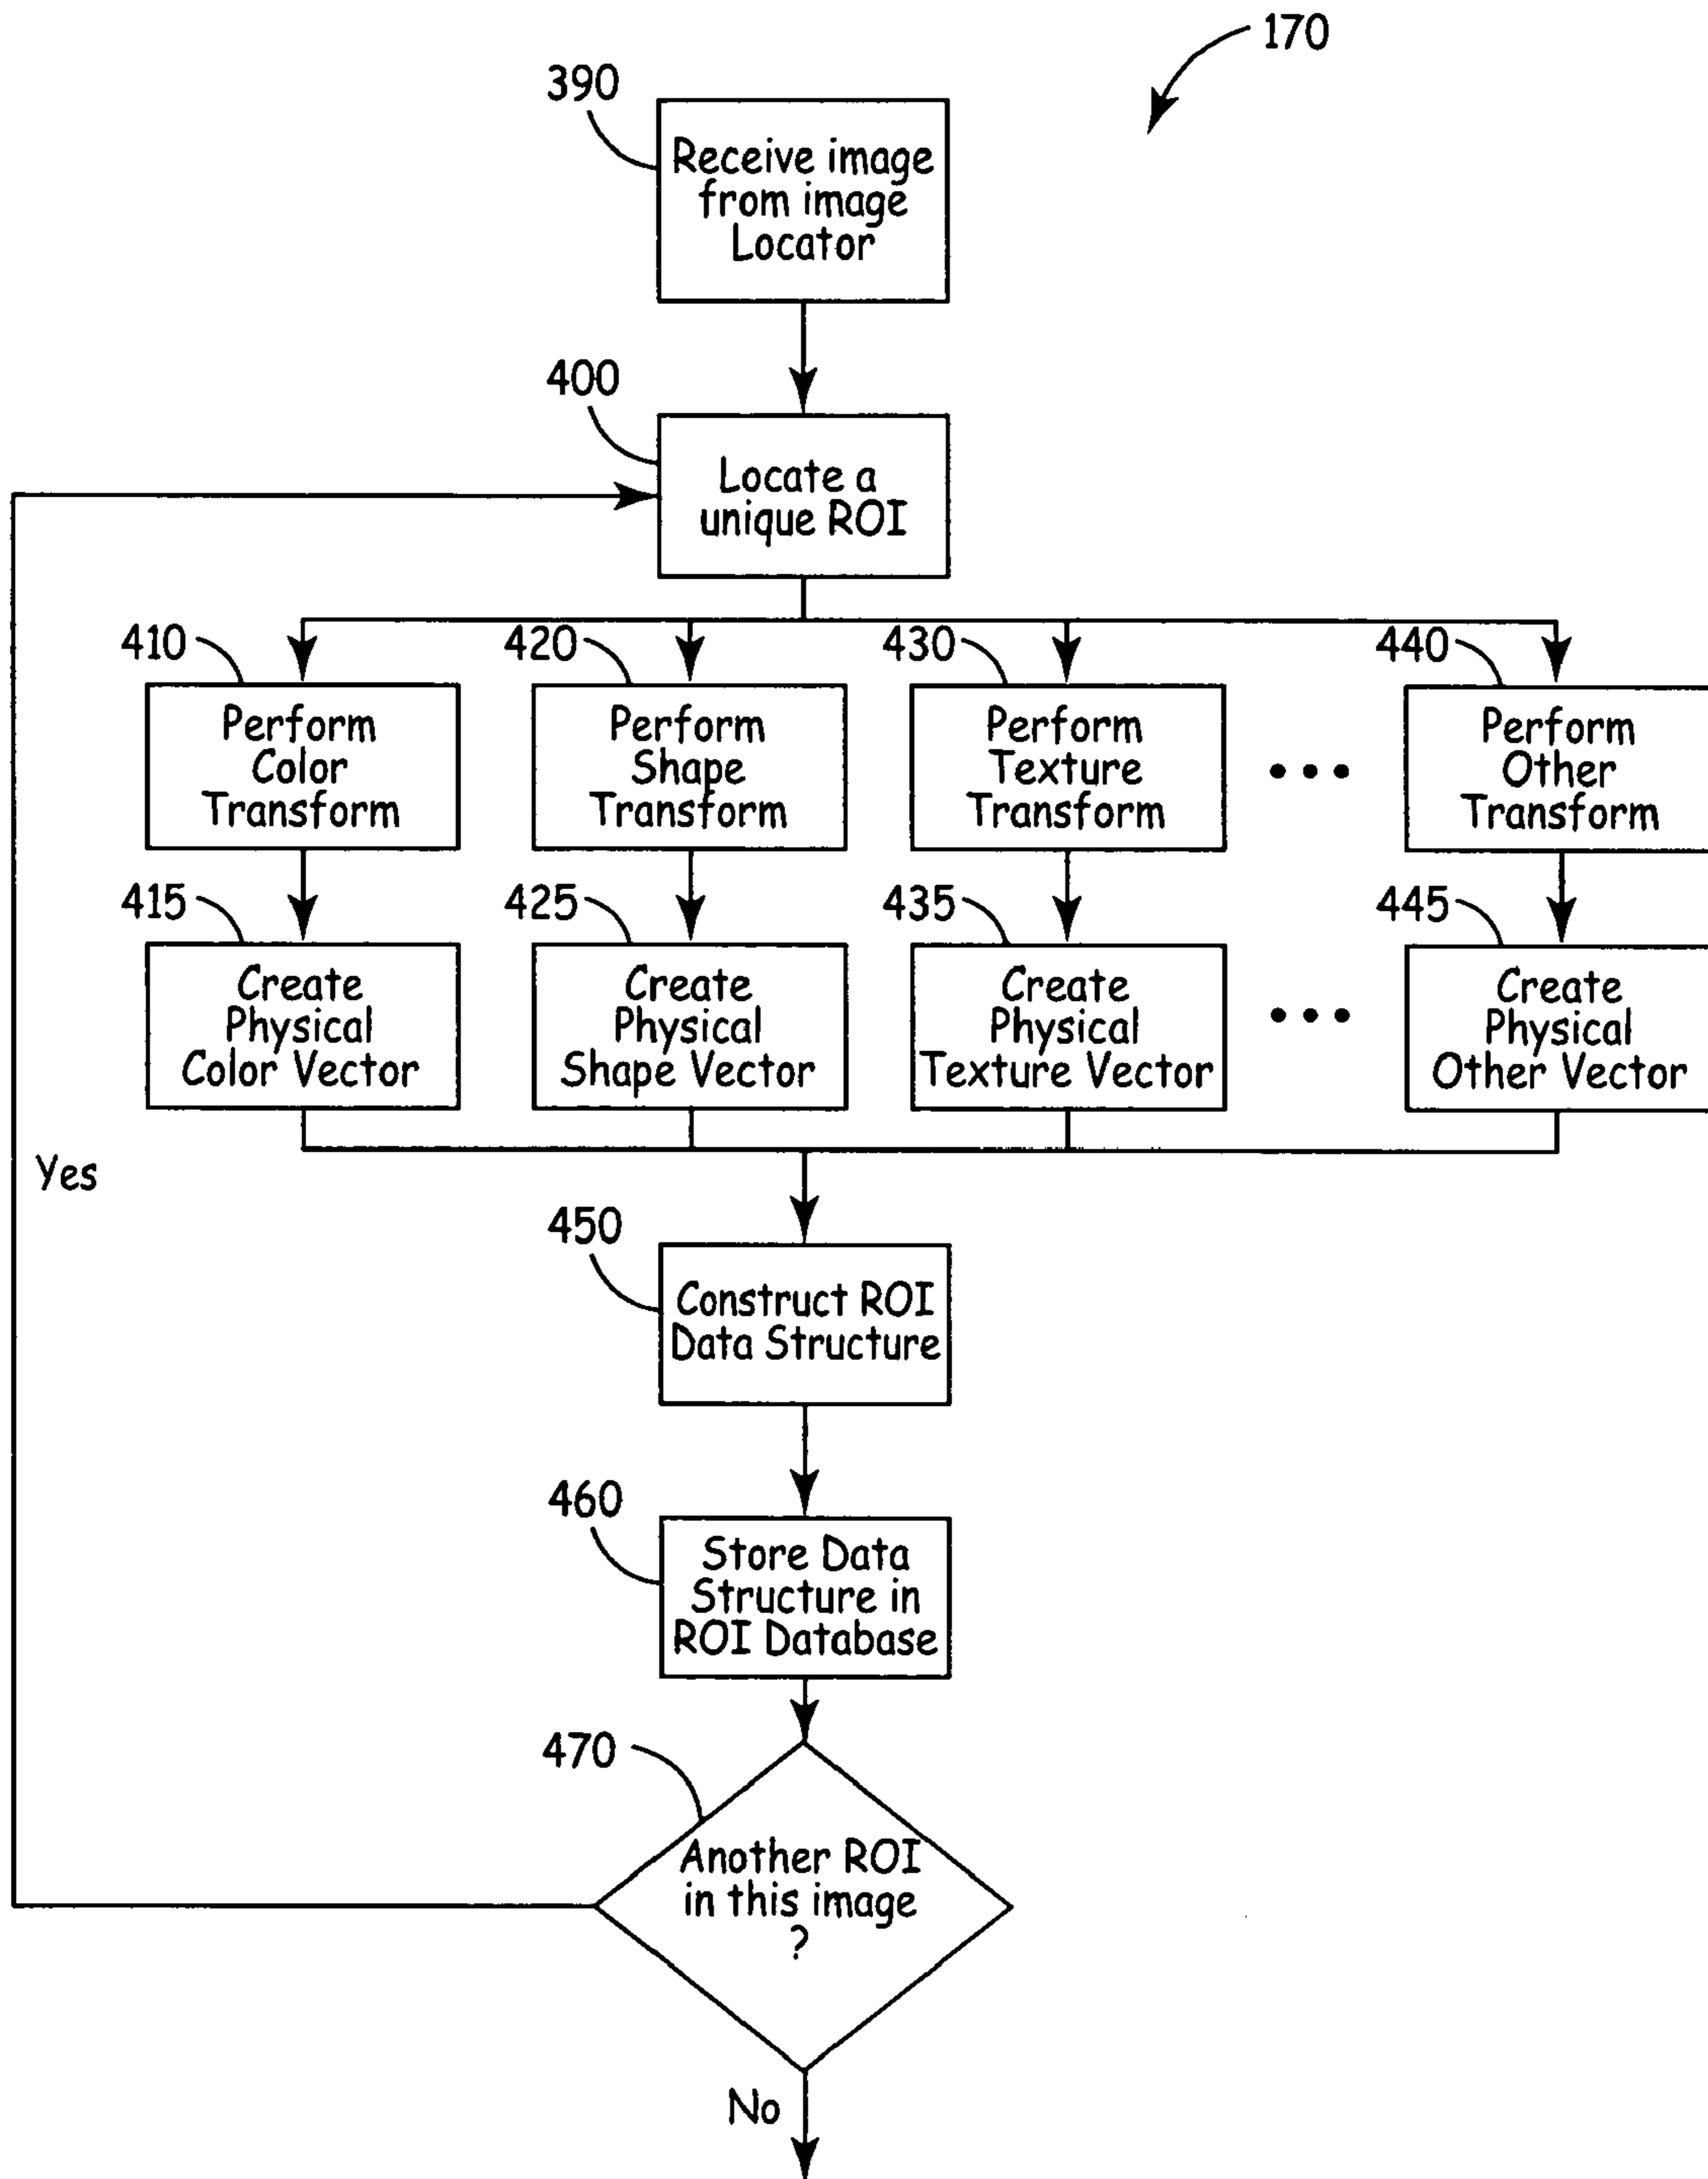 170
390
Receive image
from image
Locator
400
Locate a
unique ROI
410
420
430
440
Perform
Color
Transform
Perform
Shape
Transform
Perform
Texture
Transform
Perform
Other
Transform
415
425
435
445
Create
Physical
Color Vector
Create
Physical
Shape Vector
Create
Physical
Texture Vector
Create
Physical
Other Vector
Yes
450
Construct ROI
Data Structure
460
Store Data
Structure in
ROI Database
470
Another ROI
in this image
?
No